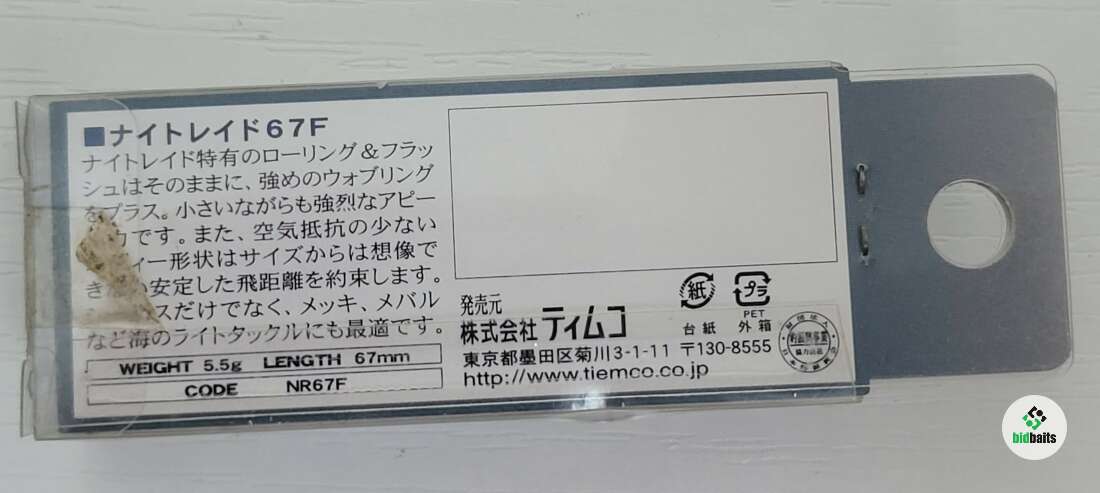 ■ナイトレイド67F
ナイトレイド特有のローリング&フラッ
シュはそのままに、強めのウォブリング
をプラス。小さいながらも強烈なアピー
です。また、空気抵抗の少ない
ィー形状はサイズからは想像で
き い安定した飛距離を約束します。
スだけでなく、メッキ、メバル
など海のライトタックルにも最適です。
WEIGHT 5.5g LENGTH 67mm
CODE NR67F
発売元
株式会社 ティムコ
東京都墨田区菊川3-1-11 〒130-8555
http://www.tiemco.co.jp
紙
台紙
プラ
PET
外箱
bidbaits